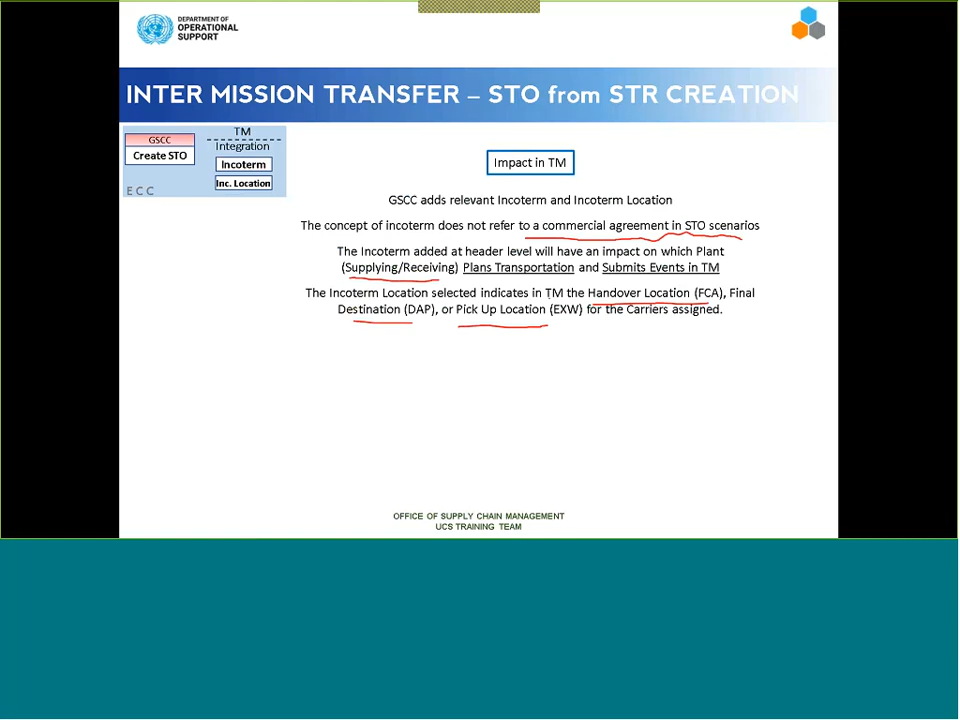 DEPARTMENT OF
OPERATIONAL
SUPPORT
INTER MISSION TRANSFER – STO from STR CREATION
GSCC
Create STO
ECC
TM
Integration
Incoterm
Inc. Location
Impact in TM
GSCC adds relevant Incoterm and Incoterm Location
The concept of incoterm does not refer to a commercial agreement in STO scenarios
The Incoterm added at header level will have an impact on which Plant
(Supplying/Receiving) Plans Transportation and Submits Events in TM
The Incoterm Location selected indicates in TM the Handover Location (FCA), Final
Destination (DAP), or Pick Up Location (EXW) for the Carriers assigned.
OFFICE OF SUPPLY CHAIN MANAGEMENT
UCS TRAINING TEAM